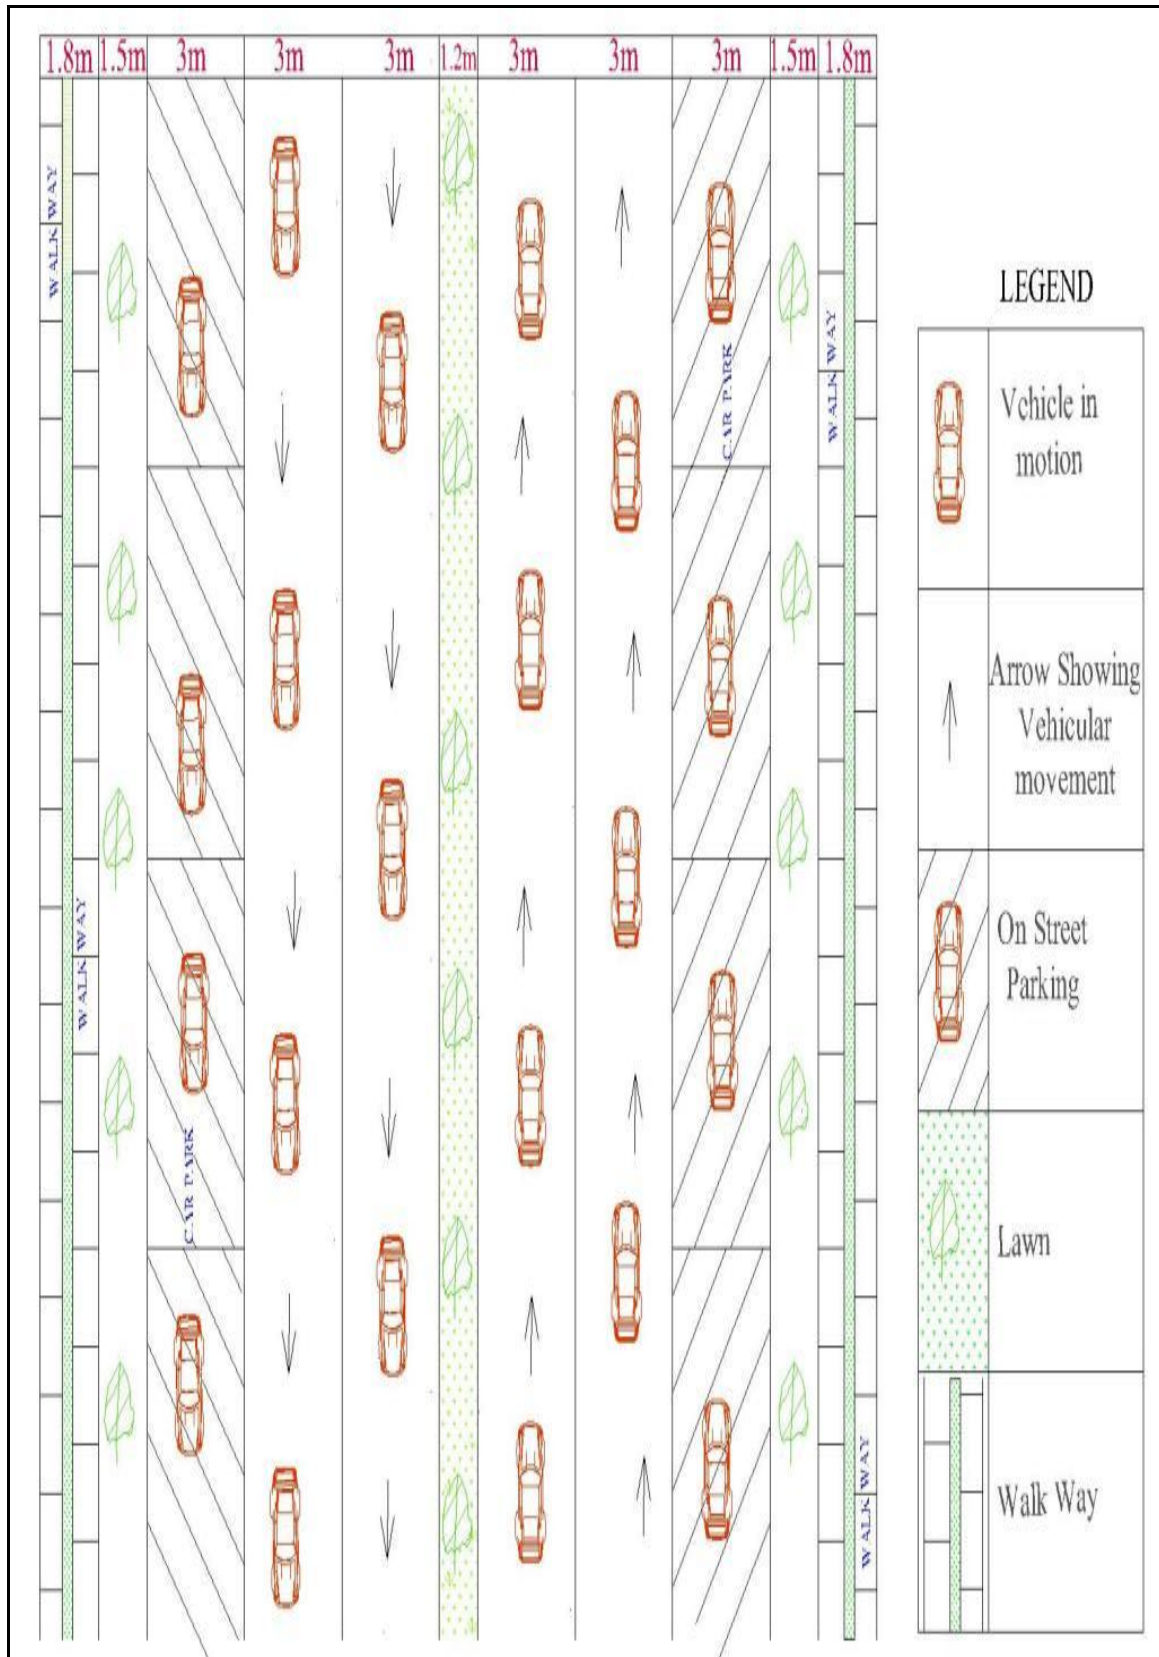 1.8m 1.5m 3m 3m 3m 1.2m 3m 3m 3m 1.5m 1.8m
WALK WAY
WALK WAY
CAR PARK
CAR PARK
WALK WAY
WALK WAY
LEGEND
Vehicle in
motion
Arrow Showing
Vehicular
movement
On Street
Parking
Lawn
Walk Way